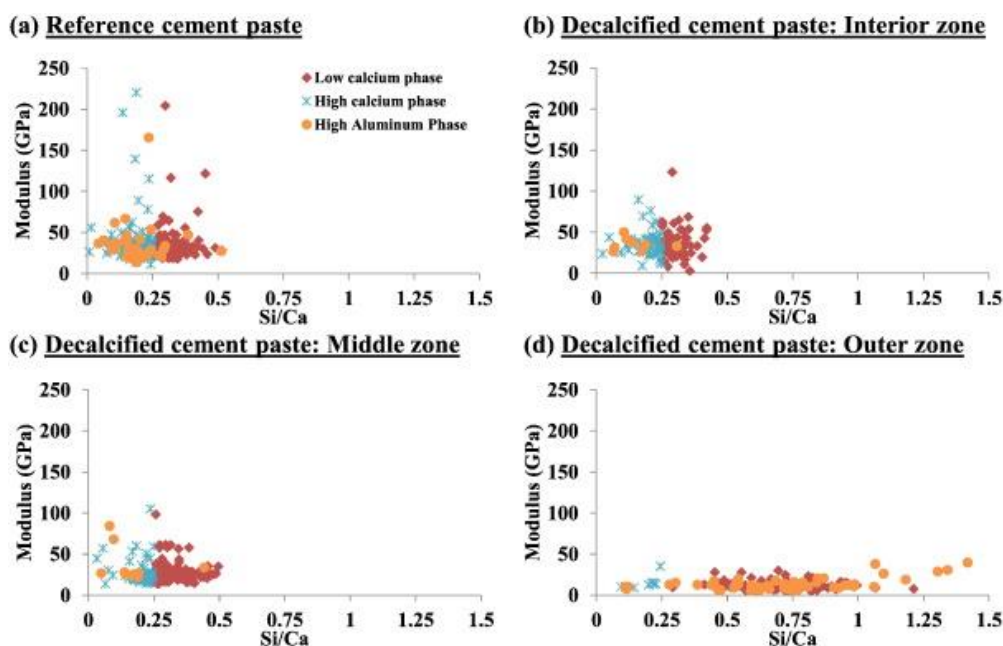 (a) Reference cement paste
250
200
150
100
50
0
Modulus (GPa)
Low calcium phase
High calcium phase
High Aluminum Phase
0 0.25 0.5 0.75 1 1.25 1.5
Si/Ca
(b) Decalcified cement paste: Interior zone
250
200
150
100
50
0
Modulus (GPa)
0 0.25 0.5 0.75 1 1.25 1.5
Si/Ca
(c) Decalcified cement paste: Middle zone
250
200
150
100
50
0
Modulus (GPa)
0 0.25 0.5 0.75 1 1.25 1.5
Si/Ca
(d) Decalcified cement paste: Outer zone
250
200
150
100
50
0
Modulus (GPa)
0 0.25 0.5 0.75 1 1.25 1.5
Si/Ca